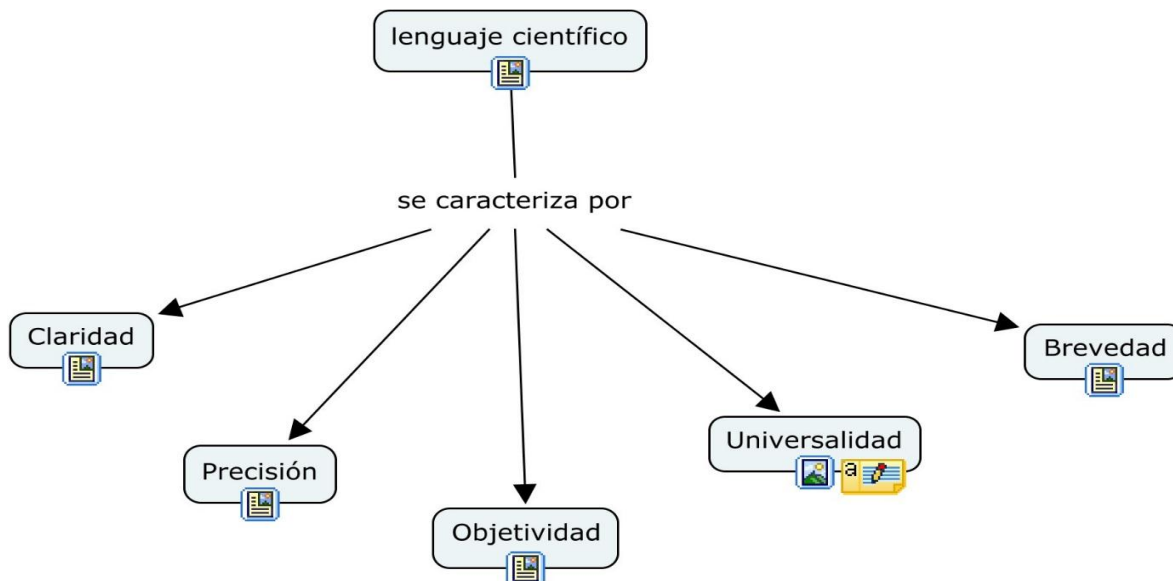 lenguaje científico
se caracteriza por
Claridad
Brevedad
Universalidad
a
Precisión
Objetividad